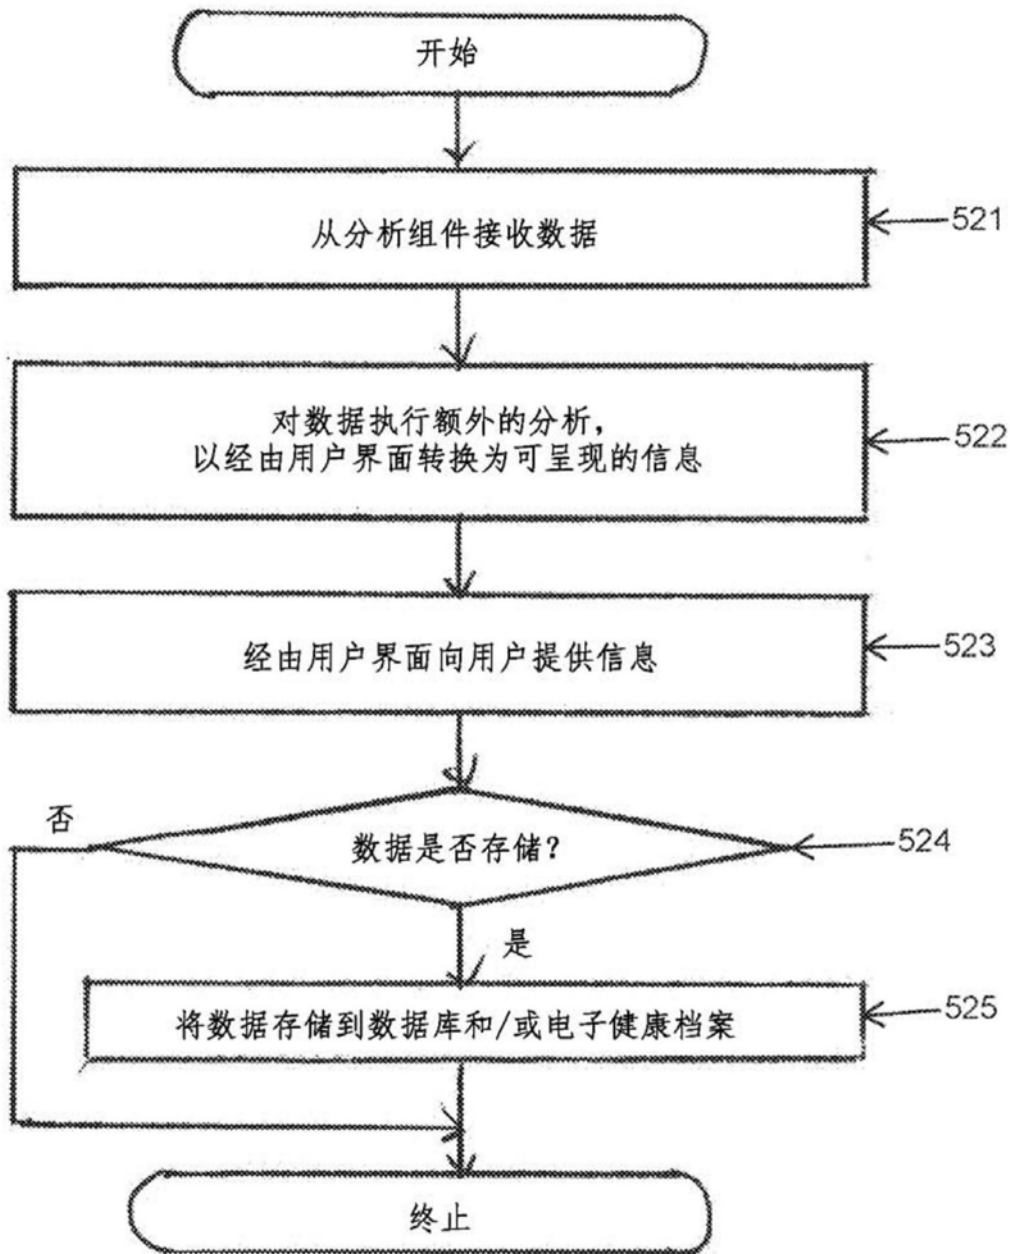 开始
从分析组件接收数据
521
对数据执行额外的分析，
以经由用户界面转换为可呈现的信息
522
经由用户界面向用户提供信息
523
否
数据是否存储？
524
是
将数据存储到数据库和/或电子健康档案
525
终止